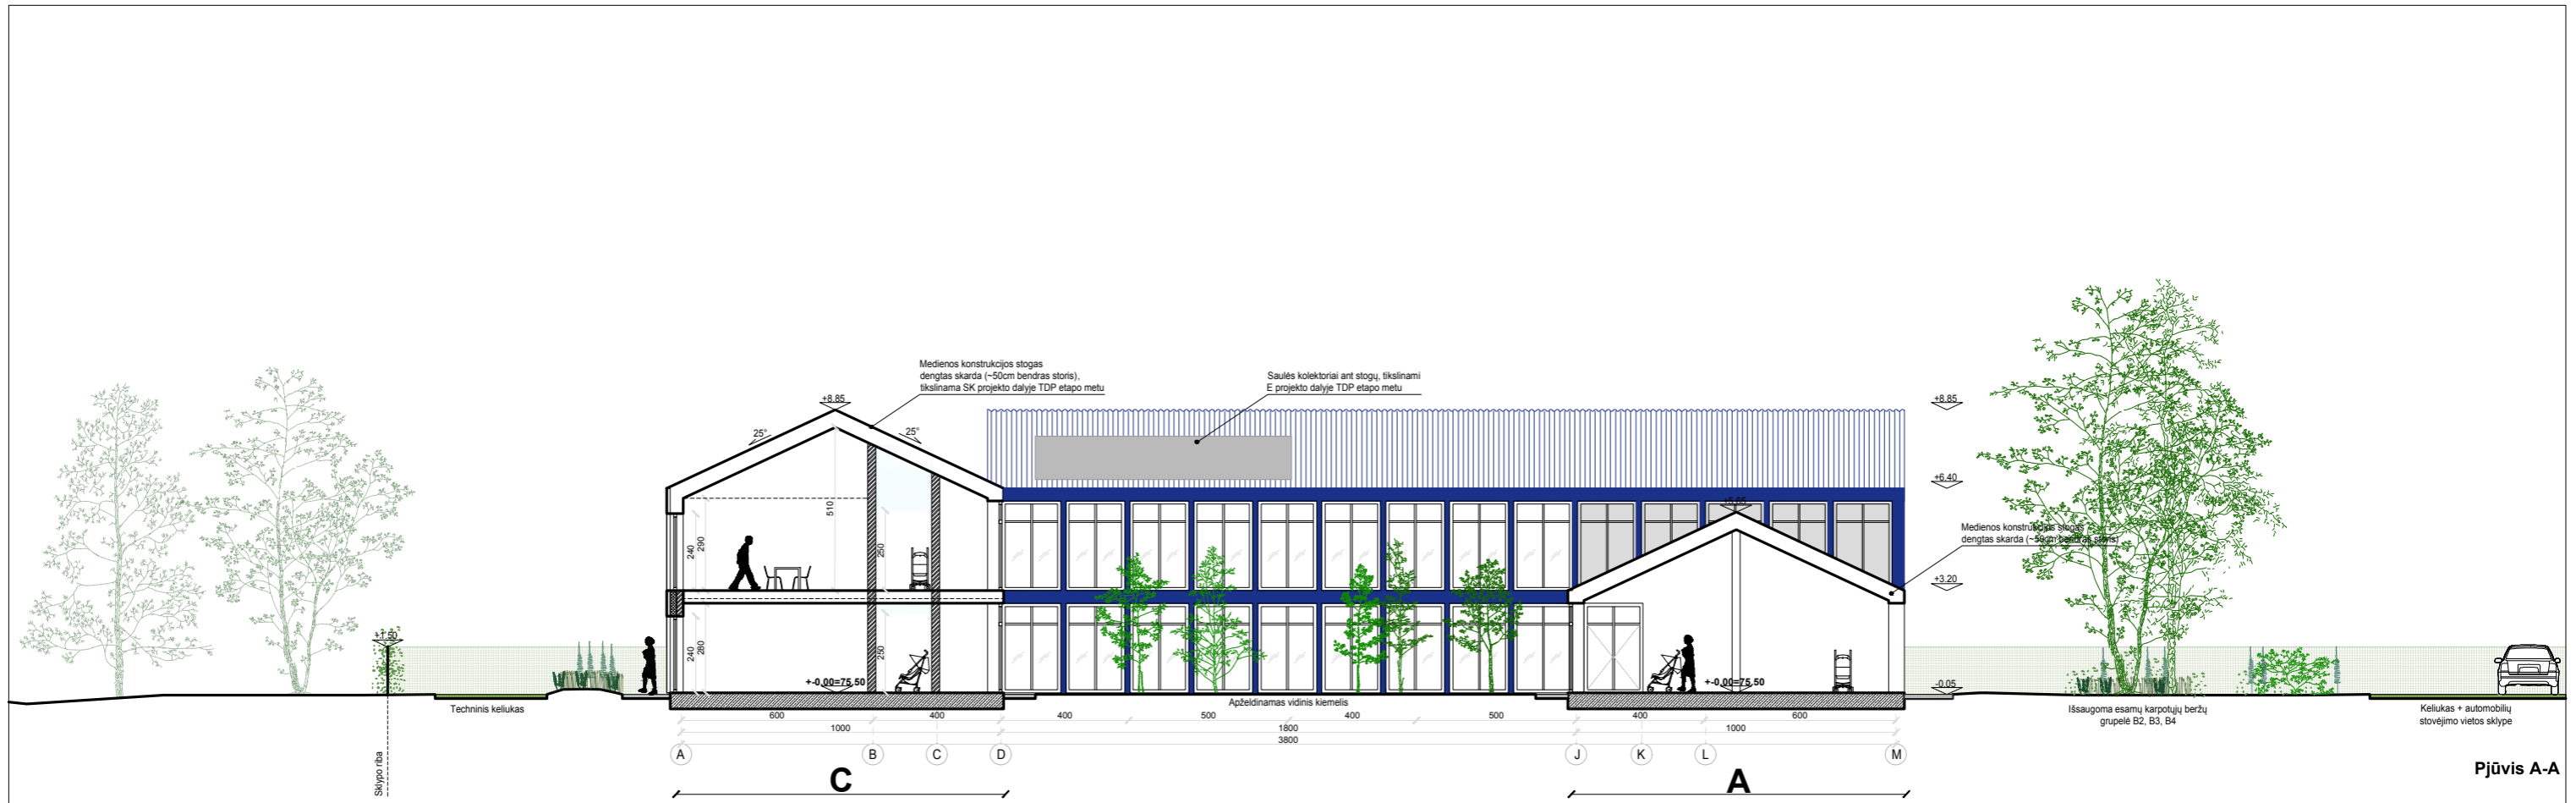 Medienos konstrukcijos stogas
dengtas skarda (~50cm bendras storis),
tikslinama SK projekto dalyje TDP etapo metu
Saulės kolektoriai ant stogų, tikslinami
E projekto dalyje TDP etapo metu
+8.85
+8.85
25°
25°
+6.40
+5.65
510
240
290
250
Medienos konstrukcijos stogas
dengtas skarda (~50cm bendras storis)
+3.20
+1.50
240
280
250
+-0,00=75,50
+-0,00=75,50
-0.05
Techninis keliukas
Apželdinamas vidinis kiemelis
Išsaugoma esamų karpotųjų beržų
grupelė B2, B3, B4
Keliukas + automobilių
stovėjimo vietos sklype
600
400
400
500
400
500
400
600
1000
1800
1000
3800
A
B
C
D
J
K
L
M
Sklypo riba
C
A
Pjūvis A-A